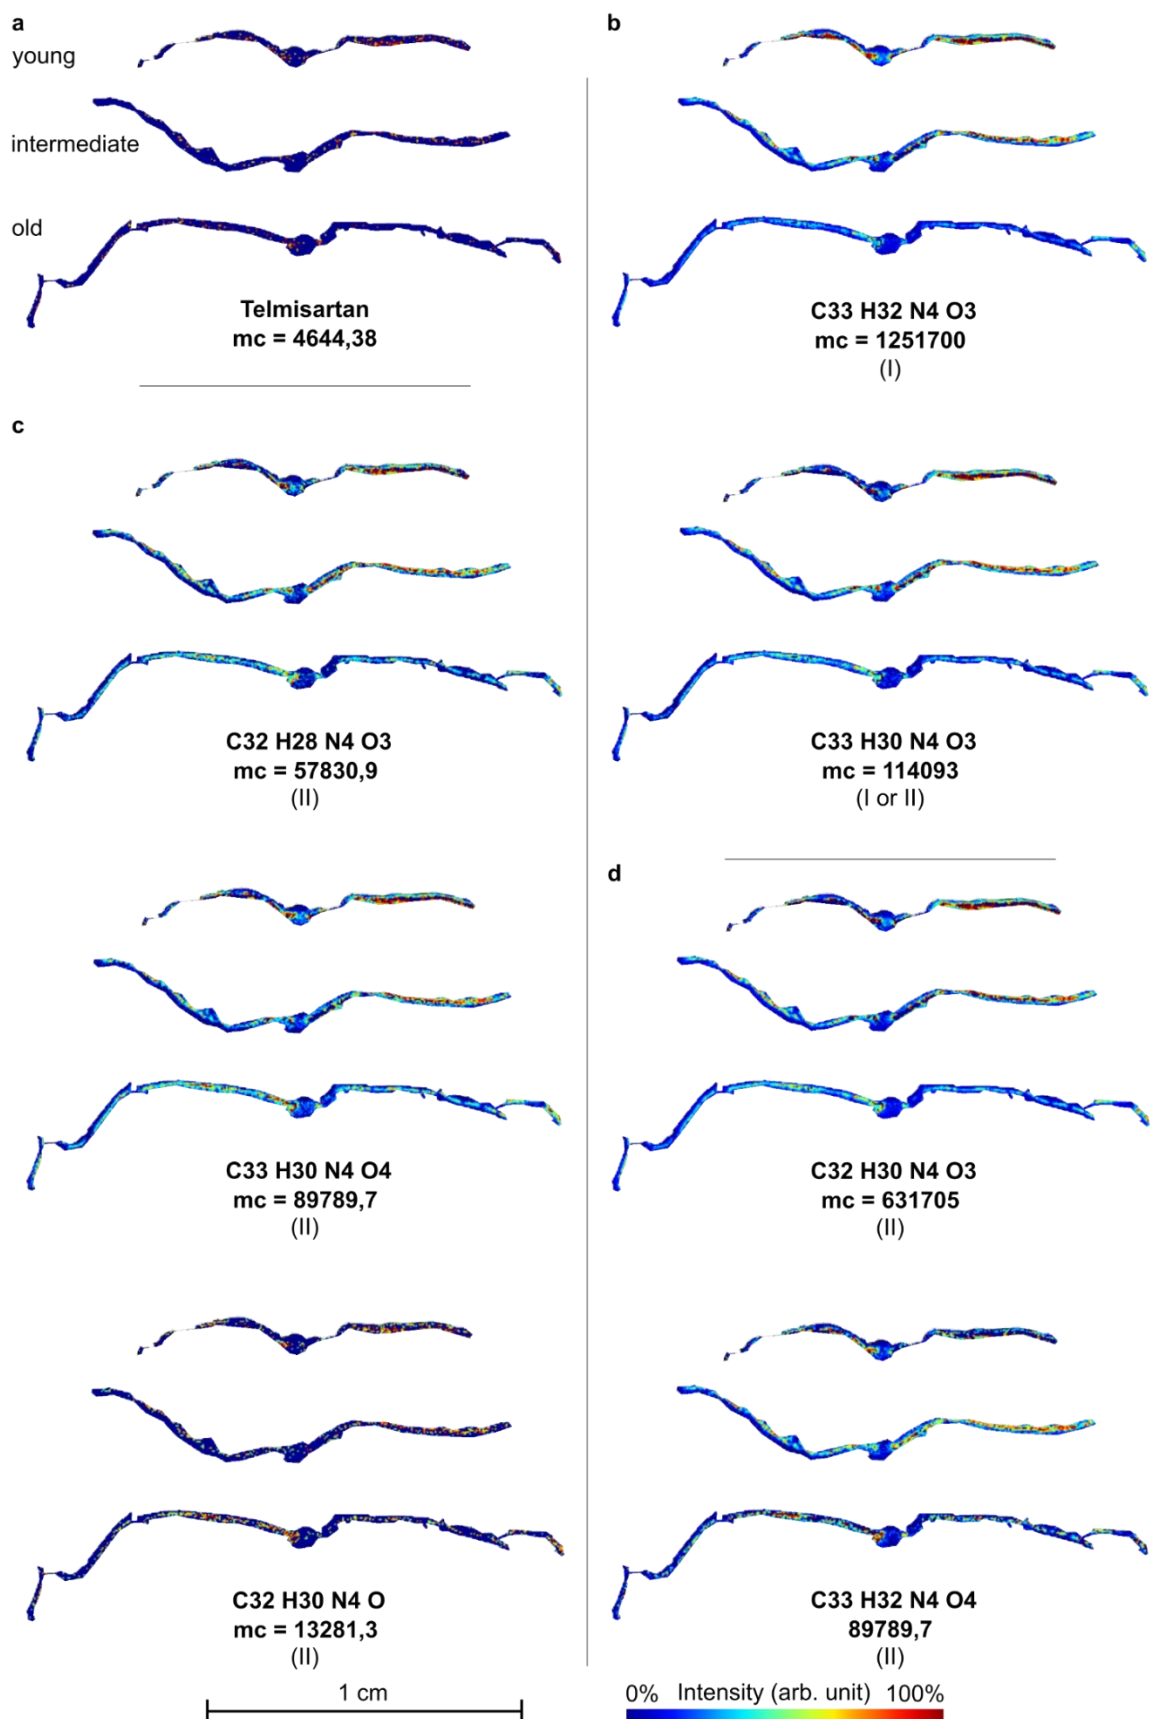 a
young
intermediate
old
Telmisartan
mc = 4644,38
b
C33 H32 N4 O3
mc = 1251700
(I)
c
C32 H28 N4 O3
mc = 57830,9
(II)
C33 H30 N4 O3
mc = 114093
(I or II)
C33 H30 N4 O4
mc = 89789,7
(II)
d
C32 H30 N4 O3
mc = 631705
(II)
C32 H30 N4 O
mc = 13281,3
(II)
C33 H32 N4 O4
89789,7
(II)
1 cm
0% Intensity (arb. unit) 100%